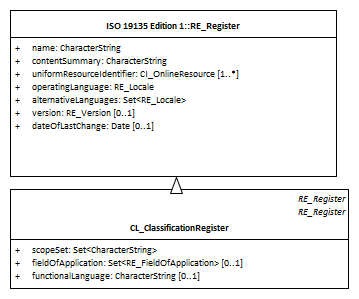 ISO 19135 Edition 1::RE_Register
+ name: CharacterString
+ contentSummary: CharacterString
+ uniformResourceIdentifier: CI_OnlineResource [1..*]
+ operatingLanguage: RE_Locale
+ alternativeLanguages: Set<RE_Locale>
+ version: RE_Version [0..1]
+ dateOfLastChange: Date [0..1]
RE_Register
RE_Register
CL_ClassificationRegister
+ scopeSet: Set<CharacterString>
+ fieldOfApplication: Set<RE_FieldOfApplication> [0..1]
+ functionalLanguage: CharacterString [0..1]